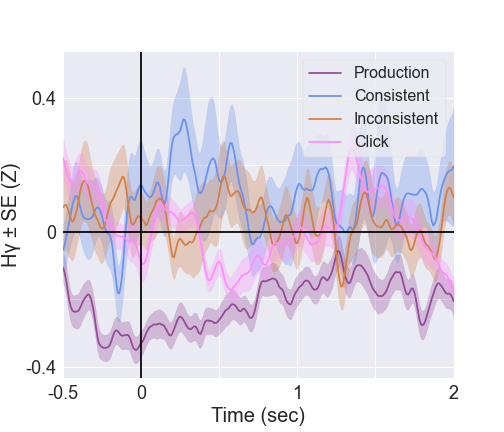 Production
Consistent
Inconsistent
Click
0.4
0
-0.4
Hγ ± SE (Z)
-0.5
0
1
2
Time (sec)